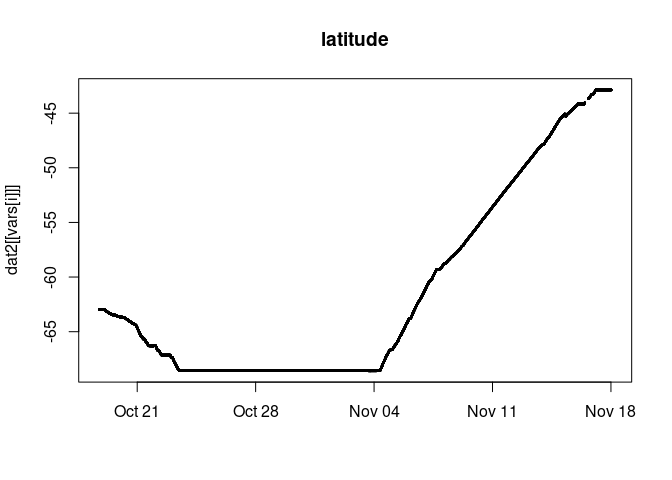 latitude
dat2[[vars[i]]]
-45
-50
-55
-60
-65
Oct 21
Oct 28
Nov 04
Nov 11
Nov 18